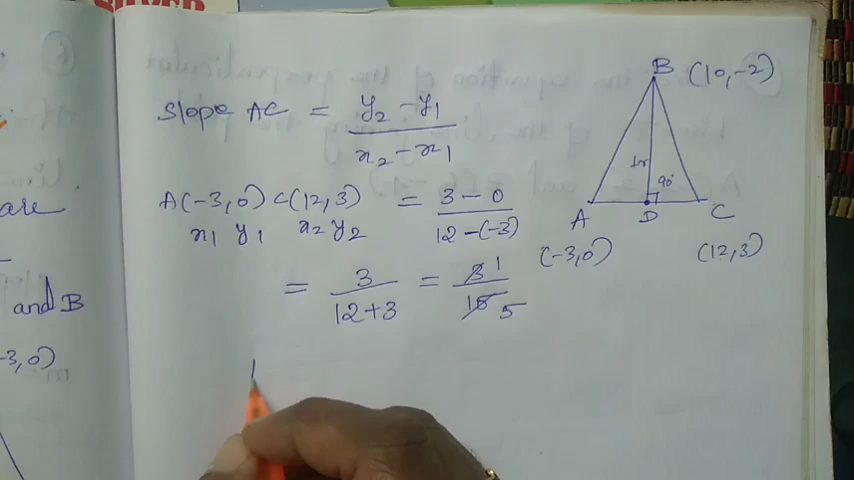 SILVER
are
and B
-3,0)
Slope AC = y2 - y1 / x2 - x1
A(-3,0) C(12,3) = 3 - 0 / 12 - (-3)
x1 y1 x2 y2
= 3 / 12+3 = 3 1 / 15 5
B (10,-2)
90°
A D C
(-3,0) (12,3)